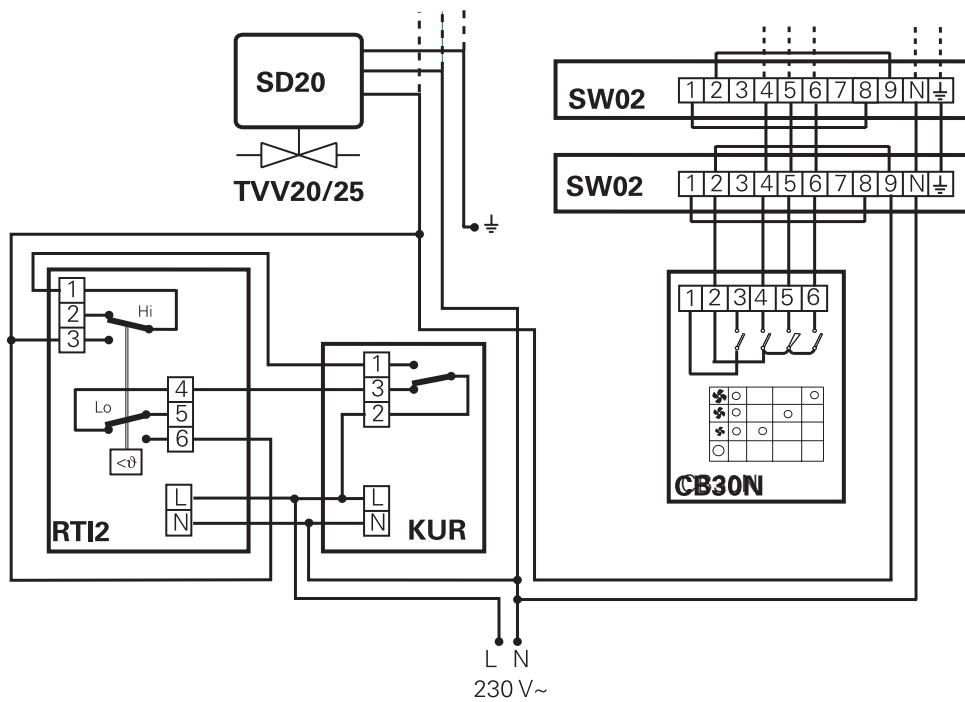 SD20
TVV20/25
SW02
1 2 3 4 5 6 7 8 9 N
SW02
1 2 3 4 5 6 7 8 9 N
1
2
3
Hi
Lo
4
5
6
<ϑ
L
N
RTI2
1
3
2
L
N
KUR
1 2 3 4 5 6
CB30N
L N
230 V~